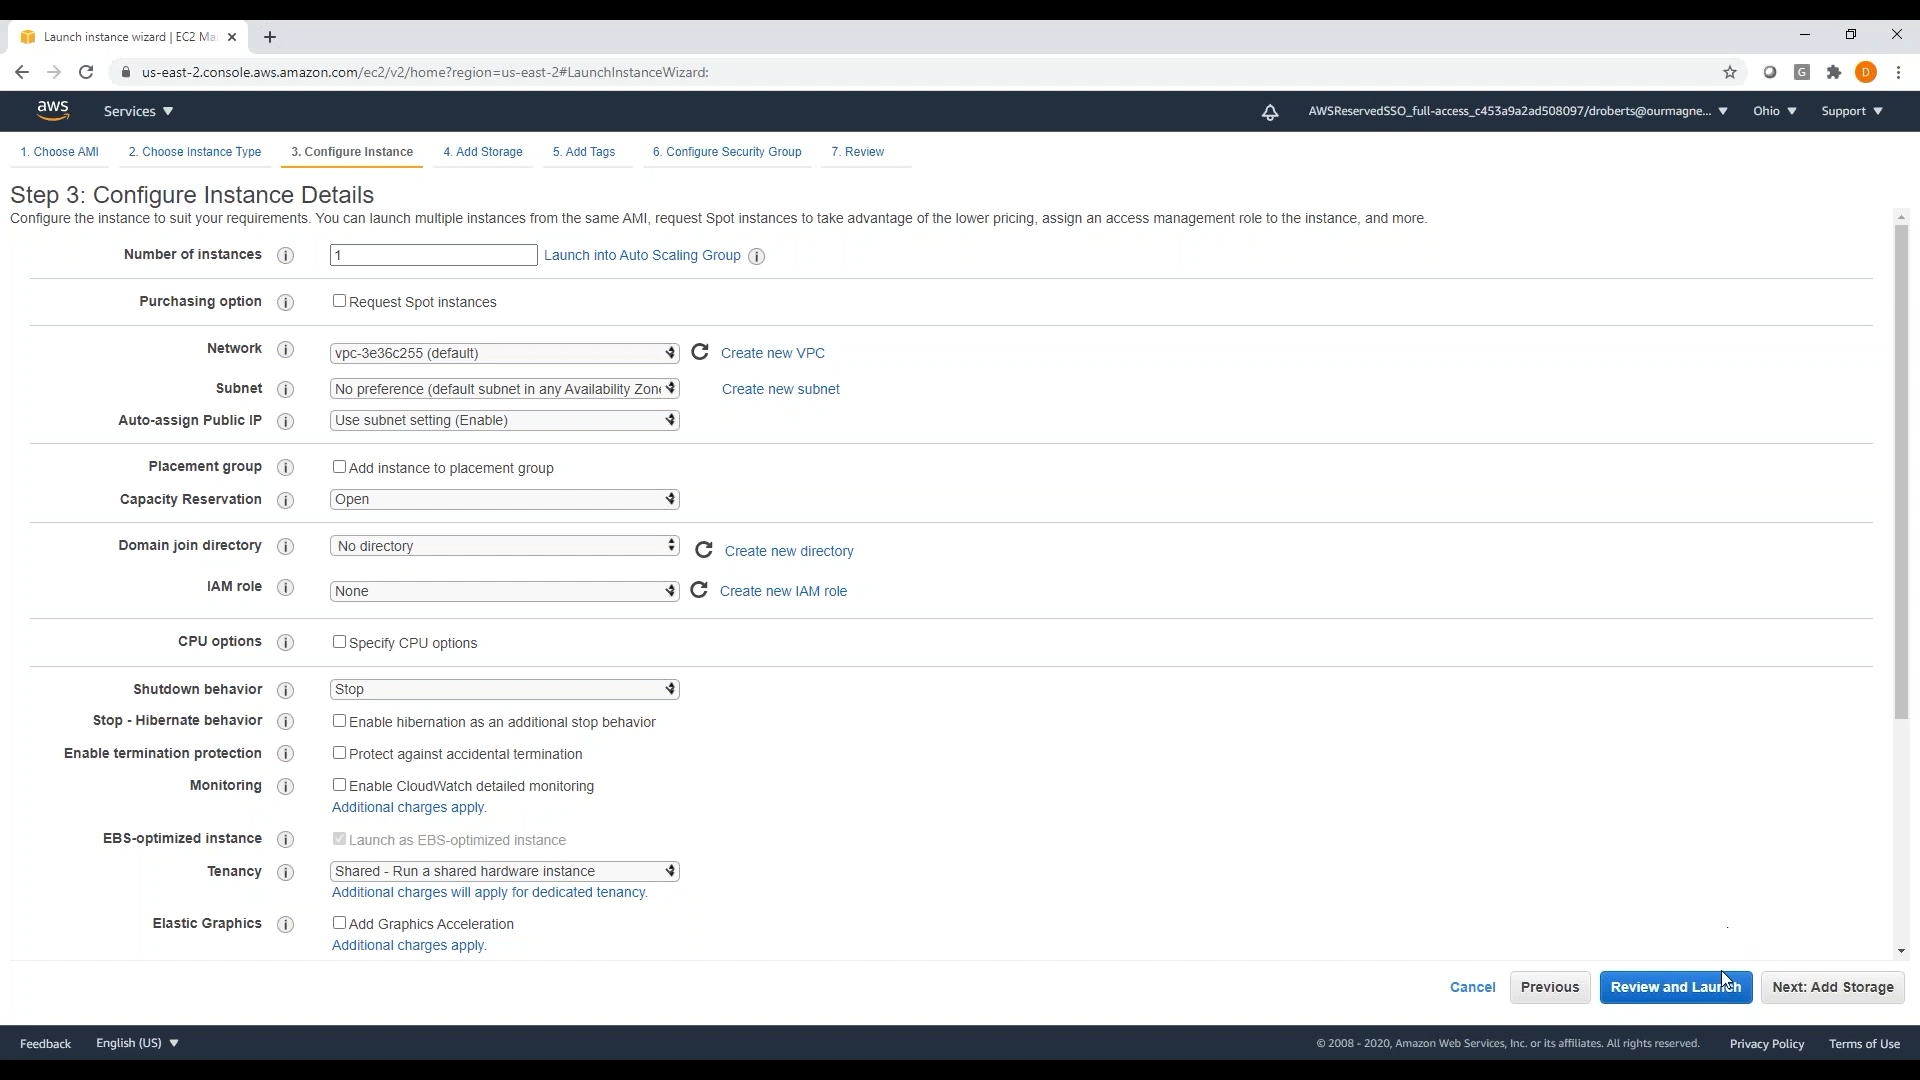 Launch instance wizard | EC2 Ma
us-east-2.console.aws.amazon.com/ec2/v2/home?region=us-east-2#LaunchInstanceWizard:
G
D
aws
Services
AWSReservedSSO_full-access_c453a9a2ad508097/droberts@ourmagne...
Ohio
Support
1. Choose AMI
2. Choose Instance Type
3. Configure Instance
4. Add Storage
5. Add Tags
6. Configure Security Group
7. Review
Step 3: Configure Instance Details
Configure the instance to suit your requirements. You can launch multiple instances from the same AMI, request Spot instances to take advantage of the lower pricing, assign an access management role to the instance, and more.
Number of instances i 1 Launch into Auto Scaling Group i
Purchasing option i Request Spot instances
Network i vpc-3e36c255 (default) Create new VPC
Subnet i No preference (default subnet in any Availability Zone Create new subnet
Auto-assign Public IP i Use subnet setting (Enable)
Placement group i Add instance to placement group
Capacity Reservation i Open
Domain join directory i No directory Create new directory
IAM role i None Create new IAM role
CPU options i Specify CPU options
Shutdown behavior i Stop
Stop - Hibernate behavior i Enable hibernation as an additional stop behavior
Enable termination protection i Protect against accidental termination
Monitoring i Enable CloudWatch detailed monitoring
Additional charges apply.
EBS-optimized instance i Launch as EBS-optimized instance
Tenancy i Shared - Run a shared hardware instance
Additional charges will apply for dedicated tenancy.
Elastic Graphics i Add Graphics Acceleration
Additional charges apply.
Cancel
Previous
Review and Launch
Next: Add Storage
Feedback
English (US)
© 2008 - 2020, Amazon Web Services, Inc. or its affiliates. All rights reserved.
Privacy Policy
Terms of Use